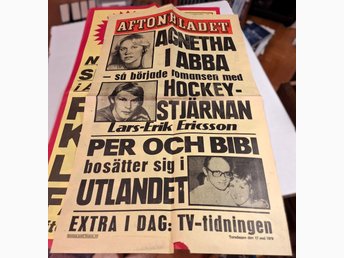 AFTONBLADET
AGNETHA
I ABBA
– så började romansen med
HOCKEY-
STJÄRNAN
Lars-Erik Ericsson
PER OCH BIBI
bosätter sig i
UTLANDET
EXTRA I DAG: TV-tidningen